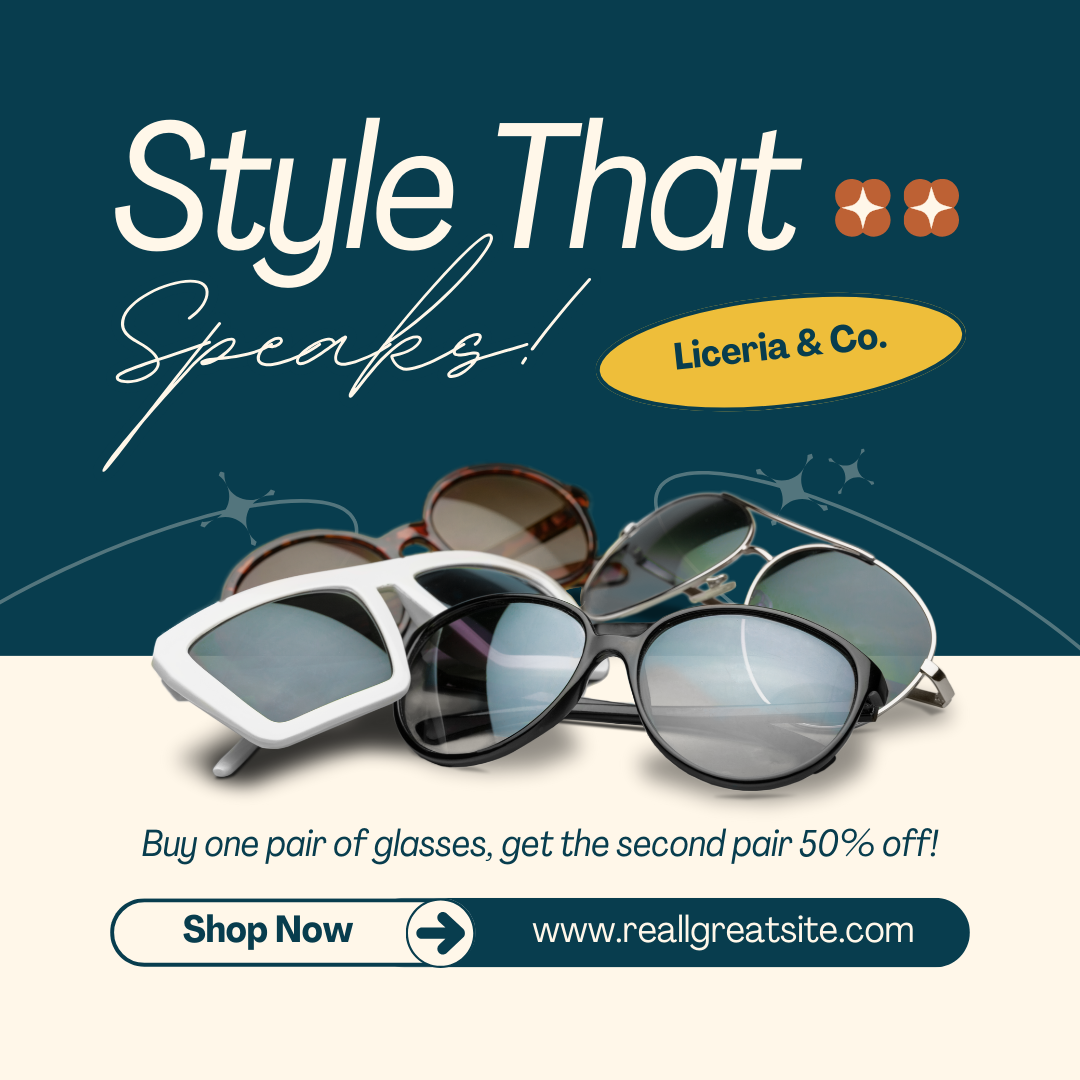 Style That
Speaks!
Liceria & Co.
Buy one pair of glasses, get the second pair 50% off!
Shop Now
www.reallgreatsite.com